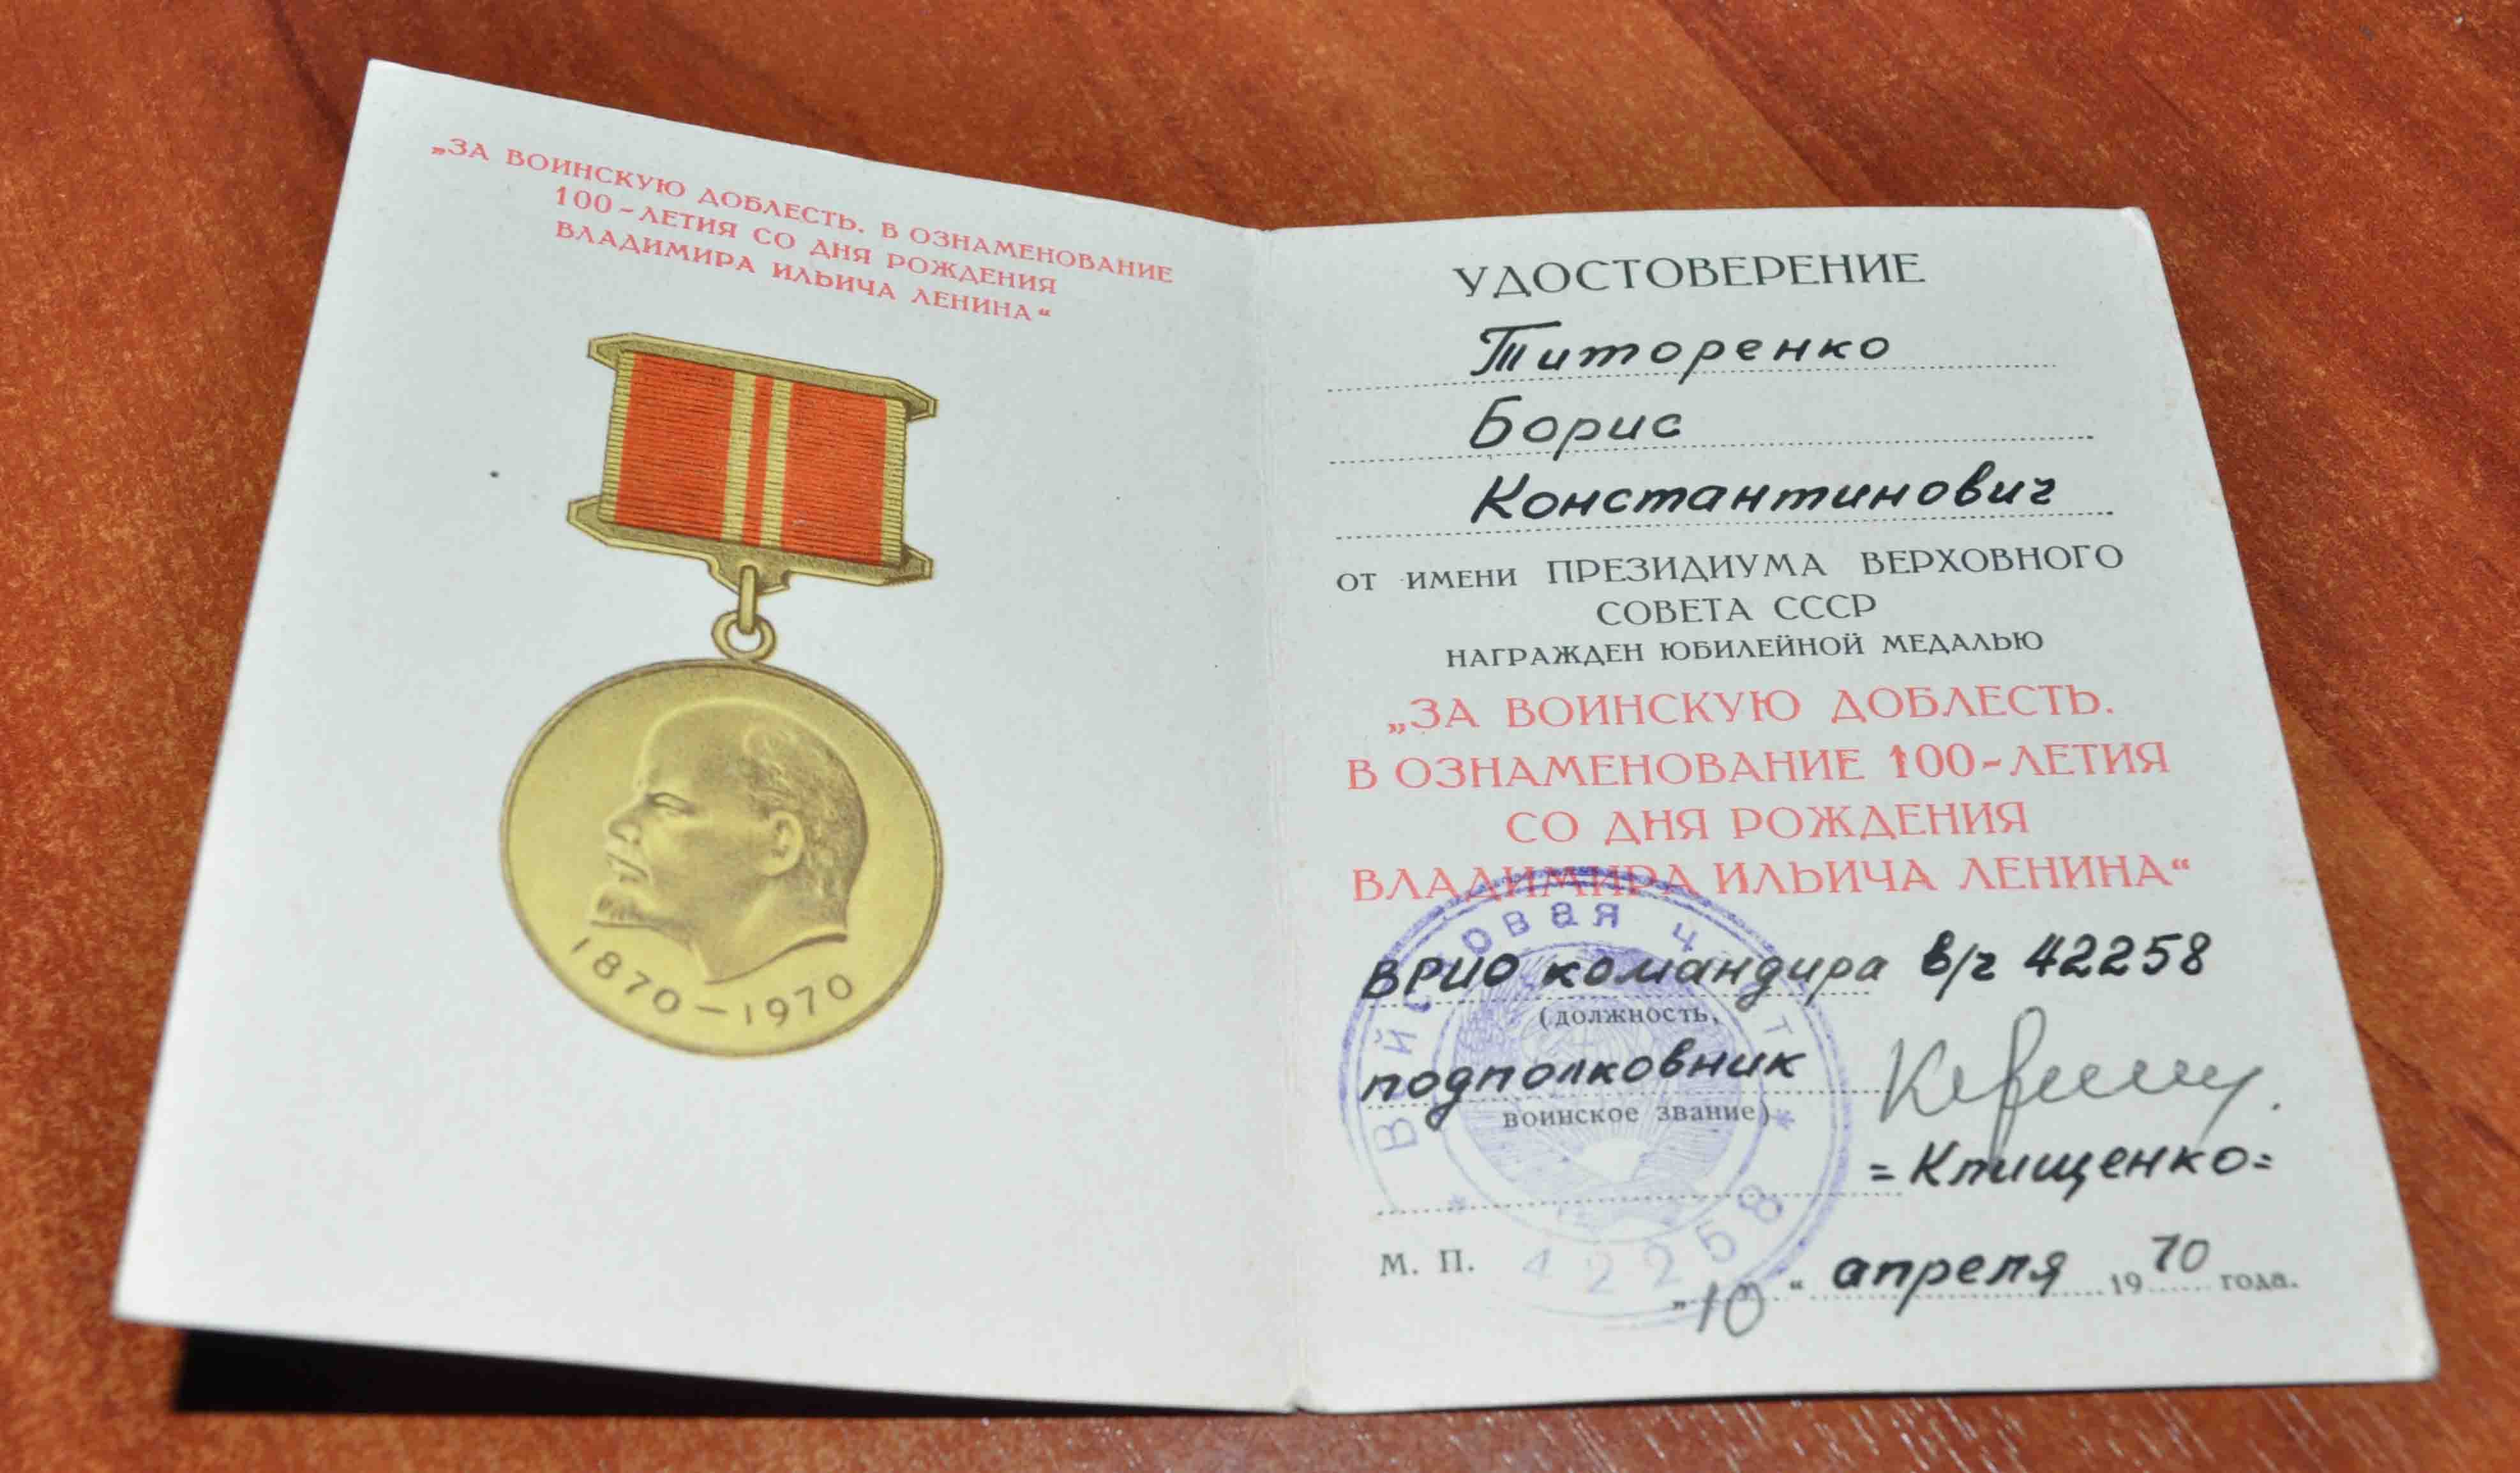 „ЗА ВОИНСКУЮ ДОБЛЕСТЬ. В ОЗНАМЕНОВАНИЕ
100-ЛЕТИЯ СО ДНЯ РОЖДЕНИЯ
ВЛАДИМИРА ИЛЬИЧА ЛЕНИНА“
1870-1970
УДОСТОВЕРЕНИЕ
Титоренко
Борис
Константинович
ОТ ИМЕНИ ПРЕЗИДИУМА ВЕРХОВНОГО
СОВЕТА СССР
НАГРАЖДЕН ЮБИЛЕЙНОЙ МЕДАЛЬЮ
„ЗА ВОИНСКУЮ ДОБЛЕСТЬ.
В ОЗНАМЕНОВАНИЕ 100-ЛЕТИЯ
СО ДНЯ РОЖДЕНИЯ
ВЛАДИМИРА ИЛЬИЧА ЛЕНИНА“
Войсковая часть
ВРИО командира в/ч 42258
(должность,
подполковник
воинское звание)
=Клищенко=
М. П.
42258
„10“ апреля 1970 года.